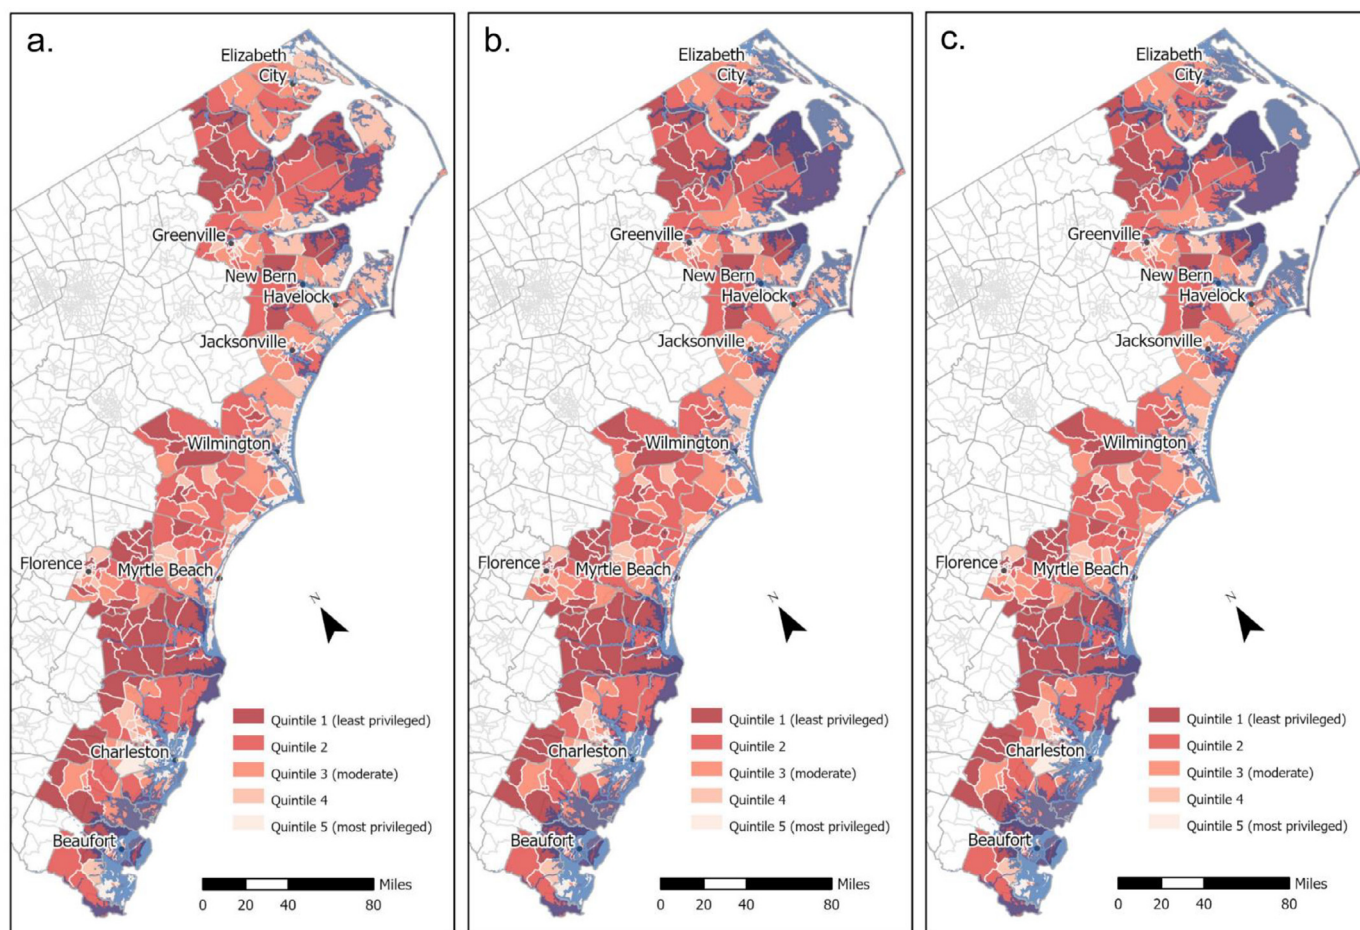 a.
Elizabeth
City
Greenville
New Bern
Havelock
Jacksonville
Wilmington
Florence
Myrtle Beach
N
Quintile 1 (least privileged)
Quintile 2
Charleston
Quintile 3 (moderate)
Quintile 4
Quintile 5 (most privileged)
Beaufort
Miles
0 20 40 80
b.
Elizabeth
City
Greenville
New Bern
Havelock
Jacksonville
Wilmington
Florence
Myrtle Beach
N
Quintile 1 (least privileged)
Quintile 2
Charleston
Quintile 3 (moderate)
Quintile 4
Quintile 5 (most privileged)
Beaufort
Miles
0 20 40 80
c.
Elizabeth
City
Greenville
New Bern
Havelock
Jacksonville
Wilmington
Florence
Myrtle Beach
N
Quintile 1 (least privileged)
Quintile 2
Charleston
Quintile 3 (moderate)
Quintile 4
Quintile 5 (most privileged)
Beaufort
Miles
0 20 40 80